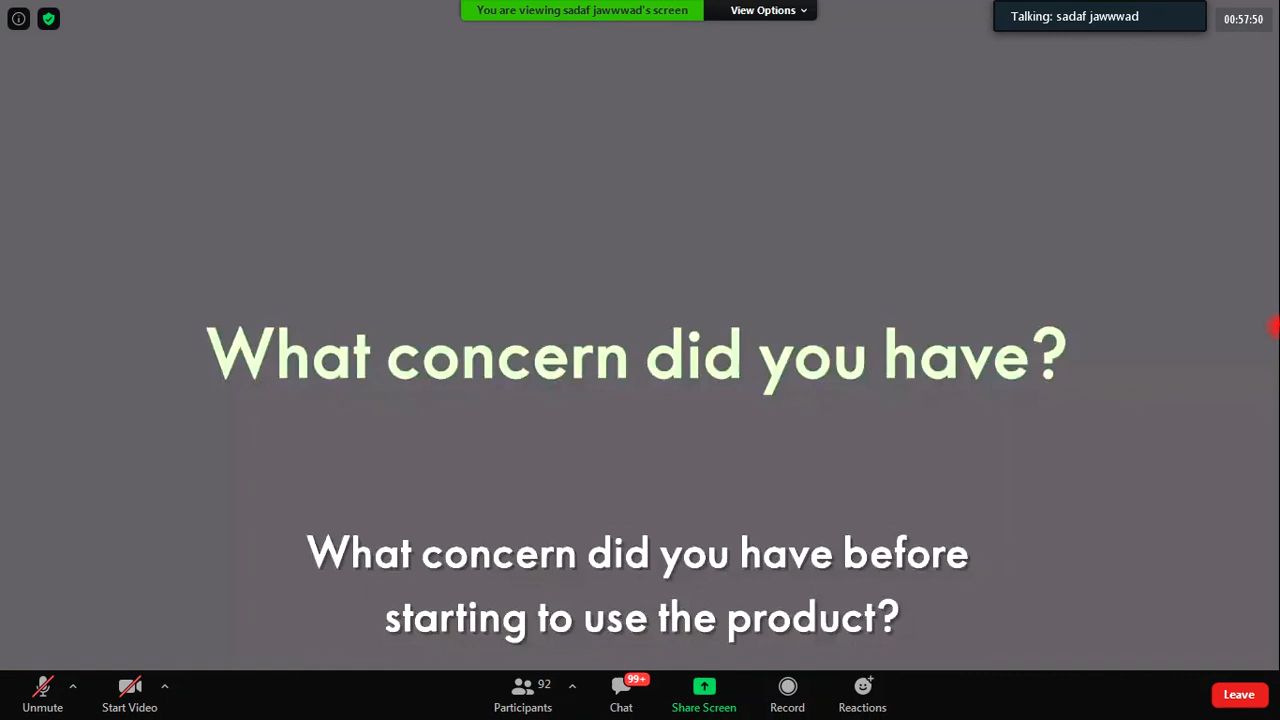 You are viewing sadaf jawwwad's screen
View Options
Talking: sadaf jawwwad
00:57:50
What concern did you have?
What concern did you have before
starting to use the product?
Unmute
Start Video
92
Participants
99+
Chat
Share Screen
Record
Reactions
Leave